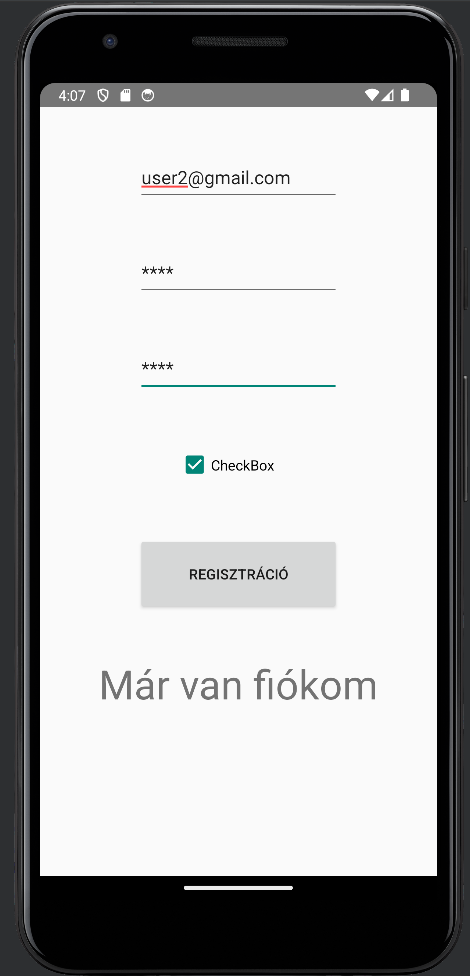 4:07
user2@gmail.com
****
****
CheckBox
REGISZTRÁCIÓ
Már van fiókom